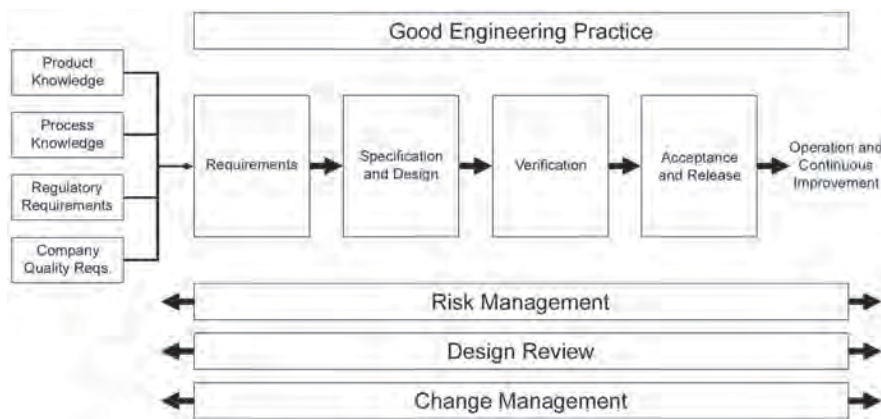 Good Engineering Practice
Product
Knowledge
Process
Knowledge
Regulatory
Requirements
Company
Quality Reqs.
Requirements
Specification
and Design
Verification
Acceptance
and Release
Operation and
Continuous
Improvement
Risk Management
Design Review
Change Management